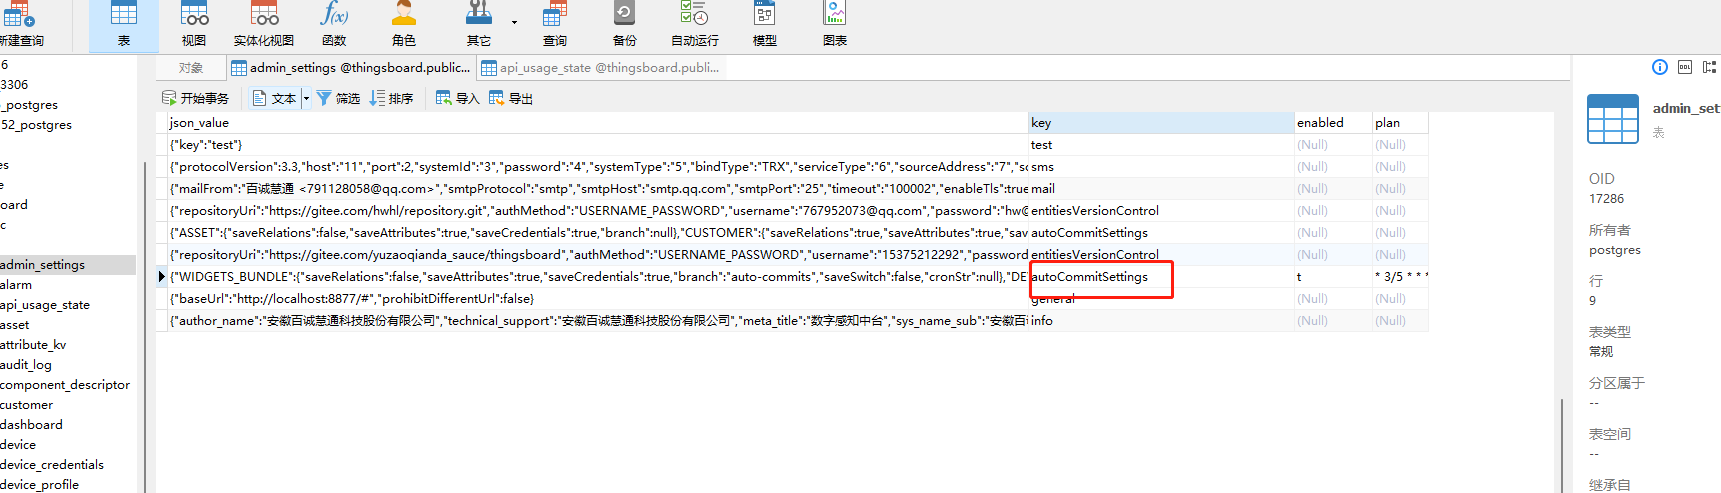 新建查询
表
视图
实体化视图
函数
角色
其它
查询
备份
自动运行
模型
图表
f(x)
6
_3306
_postgres
152_postgres
es
e
oard
c
admin_settings
alarm
api_usage_state
asset
attribute_kv
audit_log
component_descriptor
customer
dashboard
device
device_credentials
device_profile
对象
admin_settings @thingsboard.public...
api_usage_state @thingsboard.publi...
开始事务
文本
筛选
排序
导入
导出
json_value key enabled plan
{"key":"test"} test (Null) (Null)
{"protocolVersion":3.3,"host":"11","port":2,"systemId":"3","password":"4","systemType":"5","bindType":"TRX","serviceType":"6","sourceAddress":"7","so sms (Null) (Null)
{"mailFrom":"百诚慧通 <791128058@qq.com>","smtpProtocol":"smtp","smtpHost":"smtp.qq.com","smtpPort":"25","timeout":"100002","enableTls":true mail (Null) (Null)
{"repositoryUri":"https://gitee.com/hwhl/repository.git","authMethod":"USERNAME_PASSWORD","username":"767952073@qq.com","password":"hw@ entitiesVersionControl (Null) (Null)
{"ASSET":{"saveRelations":false,"saveAttributes":true,"saveCredentials":true,"branch":null},"CUSTOMER":{"saveRelations":true,"saveAttributes":true,"sav autoCommitSettings (Null) (Null)
{"repositoryUri":"https://gitee.com/yuzaoqianda_sauce/thingsboard","authMethod":"USERNAME_PASSWORD","username":"15375212292","password entitiesVersionControl (Null) (Null)
{"WIDGETS_BUNDLE":{"saveRelations":false,"saveAttributes":true,"saveCredentials":true,"branch":"auto-commits","saveSwitch":false,"cronStr":null},"DE autoCommitSettings t * 3/5 * * *
{"baseUrl":"http://localhost:8877/#","prohibitDifferentUrl":false} general (Null) (Null)
{"author_name":"安徽百诚慧通科技股份有限公司","technical_support":"安徽百诚慧通科技股份有限公司","meta_title":"数字感知中台","sys_name_sub":"安徽百 info (Null) (Null)
DDL
admin_set
表
OID
17286
所有者
postgres
行
9
表类型
常规
分区属于
--
表空间
--
继承自